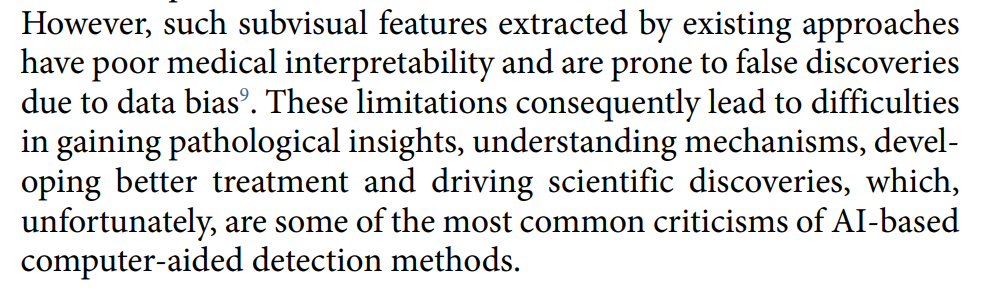 However, such subvisual features extracted by existing approaches
have poor medical interpretability and are prone to false discoveries
due to data bias⁹. These limitations consequently lead to difficulties
in gaining pathological insights, understanding mechanisms, devel-
oping better treatment and driving scientific discoveries, which,
unfortunately, are some of the most common criticisms of AI-based
computer-aided detection methods.